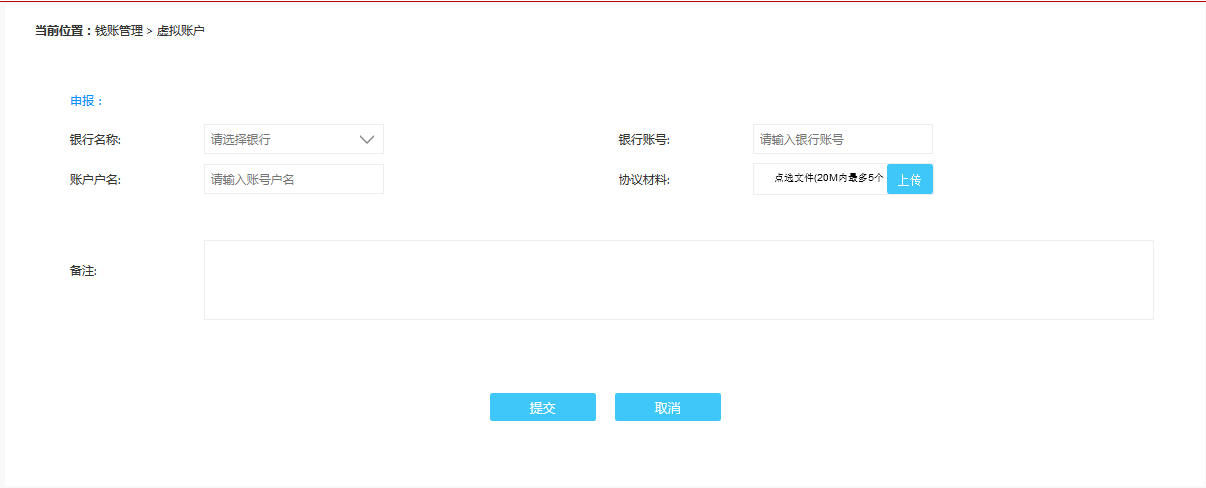 当前位置：钱账管理 > 虚拟账户
申报：
银行名称: 请选择银行 银行账号: 请输入银行账号
账户户名: 请输入账号户名 协议材料: 点选文件(20M内最多5个 上传
备注:
提交 取消